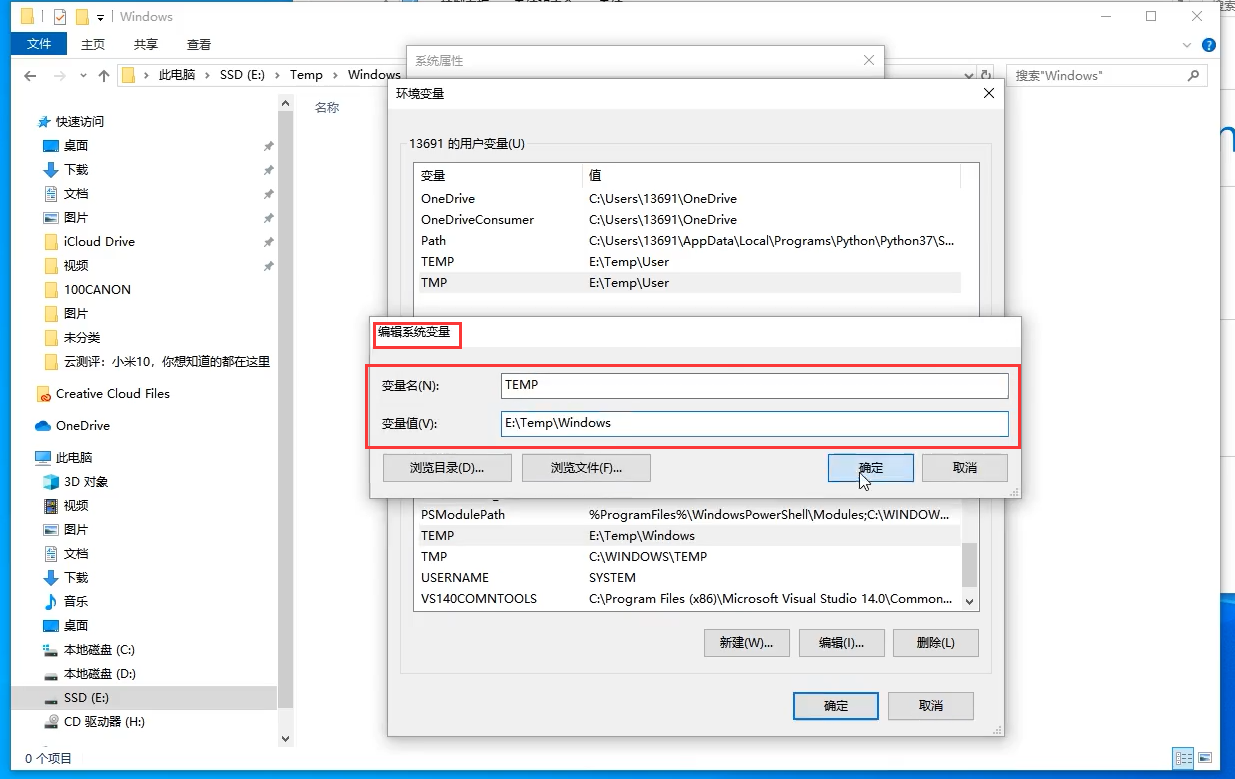 Windows
文件 主页 共享 查看
此电脑 SSD (E:) Temp Windows
搜索"Windows"
名称
快速访问
桌面
下载
文档
图片
iCloud Drive
视频
100CANON
图片
未分类
云测评：小米10，你想知道的都在这里
Creative Cloud Files
OneDrive
此电脑
3D 对象
视频
图片
文档
下载
音乐
桌面
本地磁盘 (C:)
本地磁盘 (D:)
SSD (E:)
CD 驱动器 (H:)
0 个项目
系统属性
环境变量
13691 的用户变量(U)
变量 值
OneDrive C:\Users\13691\OneDrive
OneDriveConsumer C:\Users\13691\OneDrive
Path C:\Users\13691\AppData\Local\Programs\Python\Python37\S...
TEMP E:\Temp\User
TMP E:\Temp\User
编辑系统变量
变量名(N): TEMP
变量值(V): E:\Temp\Windows
浏览目录(D)... 浏览文件(F)... 确定 取消
PSModulePath %ProgramFiles%\WindowsPowerShell\Modules;C:\WINDOW...
TEMP E:\Temp\Windows
TMP C:\WINDOWS\TEMP
USERNAME SYSTEM
VS140COMNTOOLS C:\Program Files (x86)\Microsoft Visual Studio 14.0\Common...
新建(W)... 编辑(I)... 删除(L)
确定 取消